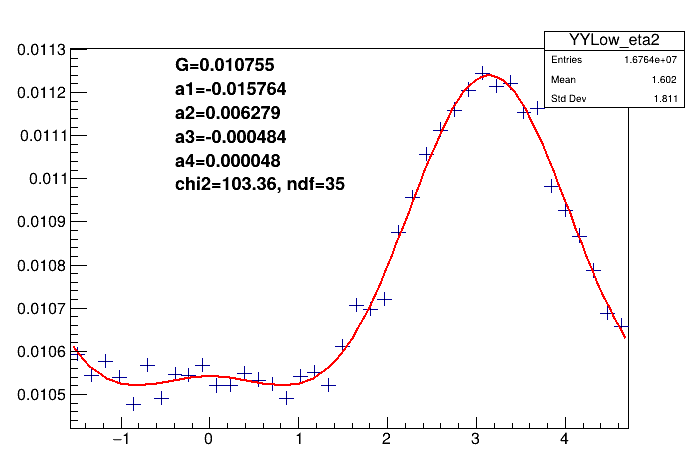 YYLow_eta2
Entries 1.6764e+07
Mean 1.602
Std Dev 1.811
G=0.010755
a1=-0.015764
a2=0.006279
a3=-0.000484
a4=0.000048
chi2=103.36, ndf=35
0.0113
0.0112
0.0111
0.011
0.0109
0.0108
0.0107
0.0106
0.0105
−1 0 1 2 3 4